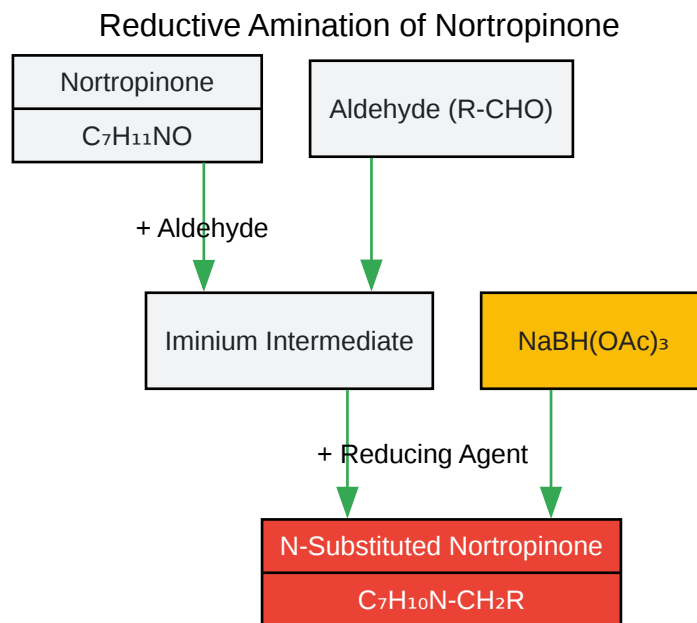 Reductive Amination of Nortropinone
Nortropinone
C₇H₁₁NO
Aldehyde (R-CHO)
+ Aldehyde
Iminium Intermediate
NaBH(OAc)₃
+ Reducing Agent
N-Substituted Nortropinone
C₇H₁₀N-CH₂R